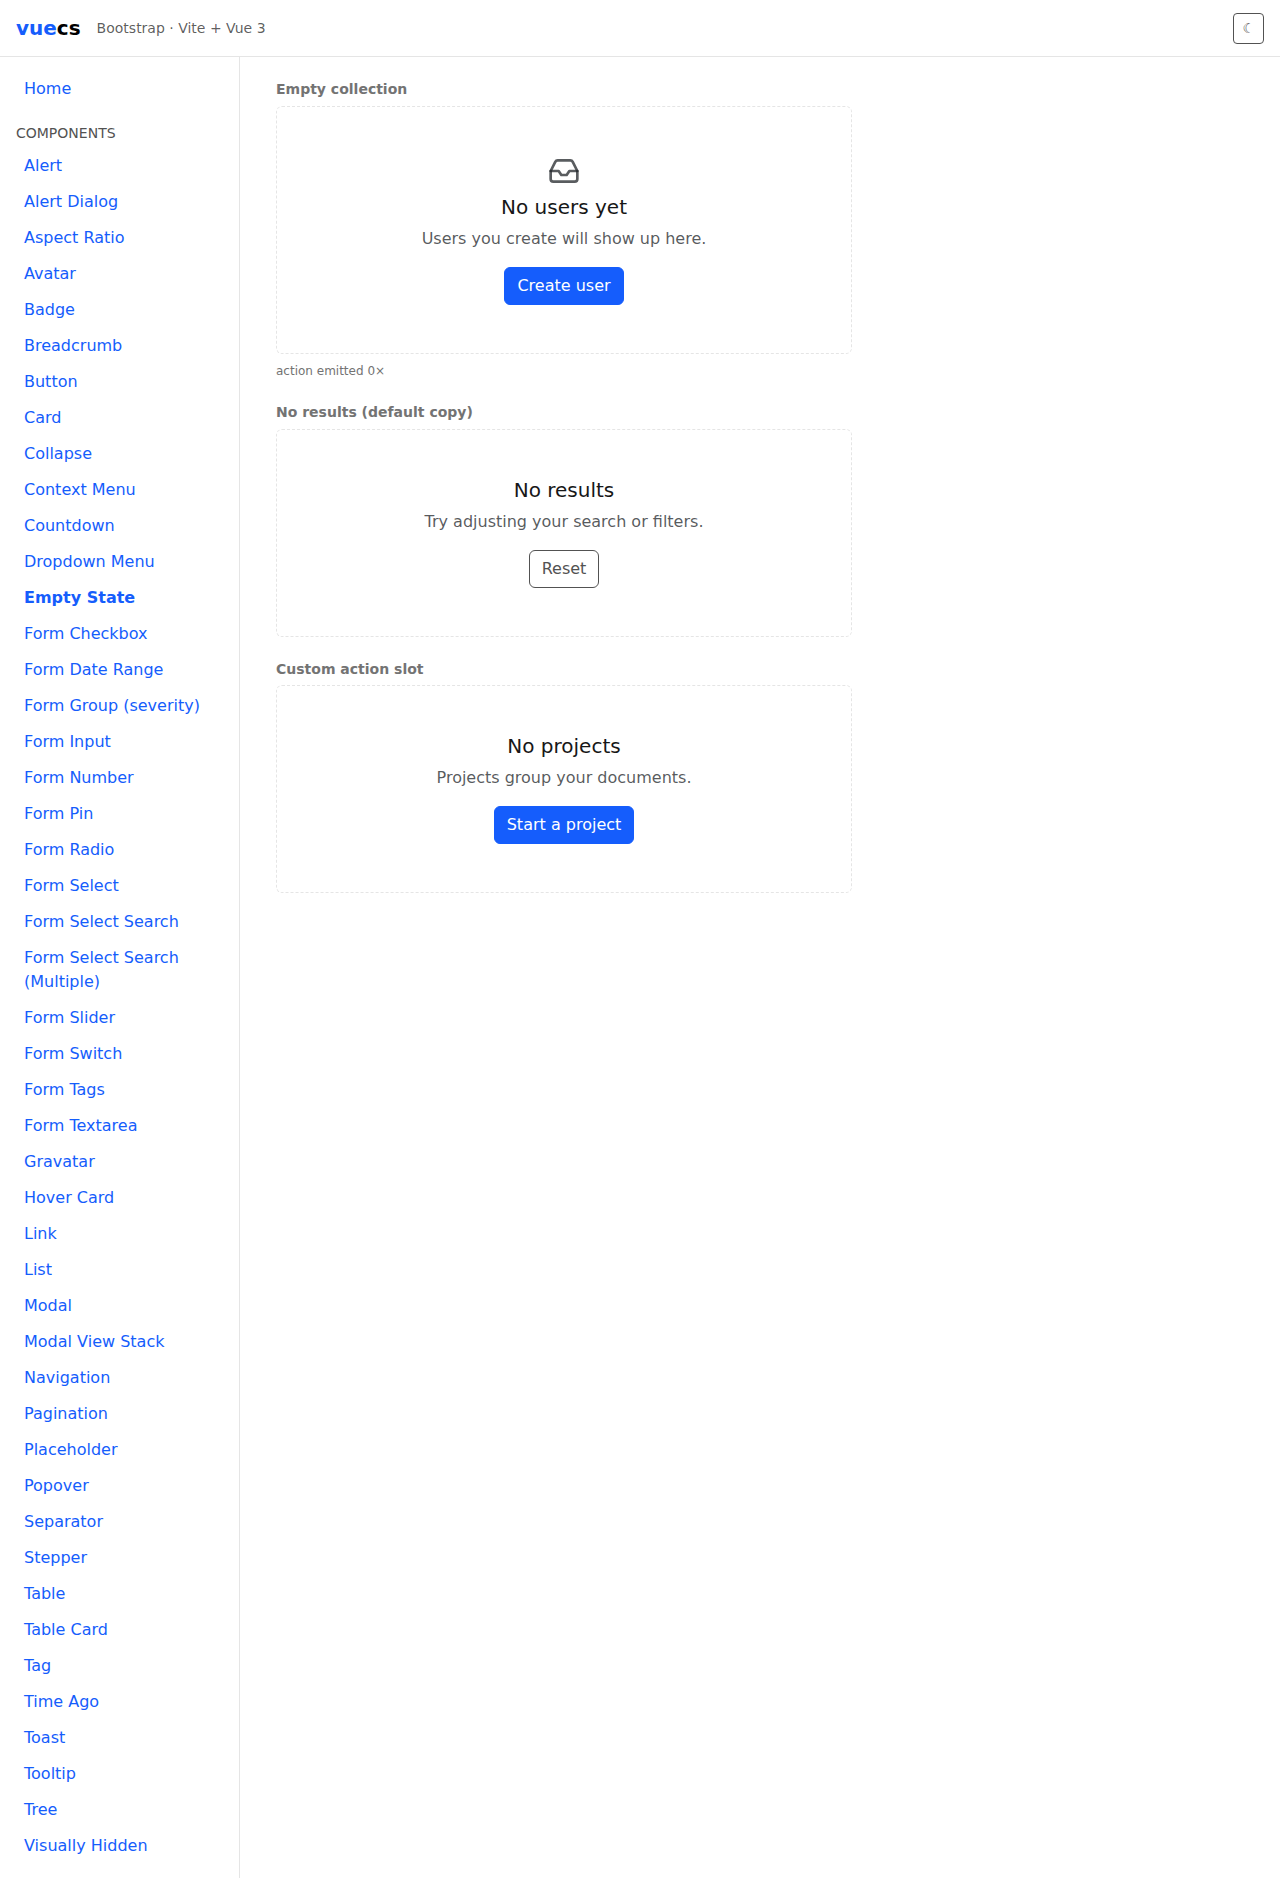 vuecs Bootstrap · Vite + Vue 3
☾
Home
COMPONENTS
Alert
Alert Dialog
Aspect Ratio
Avatar
Badge
Breadcrumb
Button
Card
Collapse
Context Menu
Countdown
Dropdown Menu
Empty State
Form Checkbox
Form Date Range
Form Group (severity)
Form Input
Form Number
Form Pin
Form Radio
Form Select
Form Select Search
Form Select Search
(Multiple)
Form Slider
Form Switch
Form Tags
Form Textarea
Gravatar
Hover Card
Link
List
Modal
Modal View Stack
Navigation
Pagination
Placeholder
Popover
Separator
Stepper
Table
Table Card
Tag
Time Ago
Toast
Tooltip
Tree
Visually Hidden
Empty collection
No users yet
Users you create will show up here.
Create user
action emitted 0×
No results (default copy)
No results
Try adjusting your search or filters.
Reset
Custom action slot
No projects
Projects group your documents.
Start a project